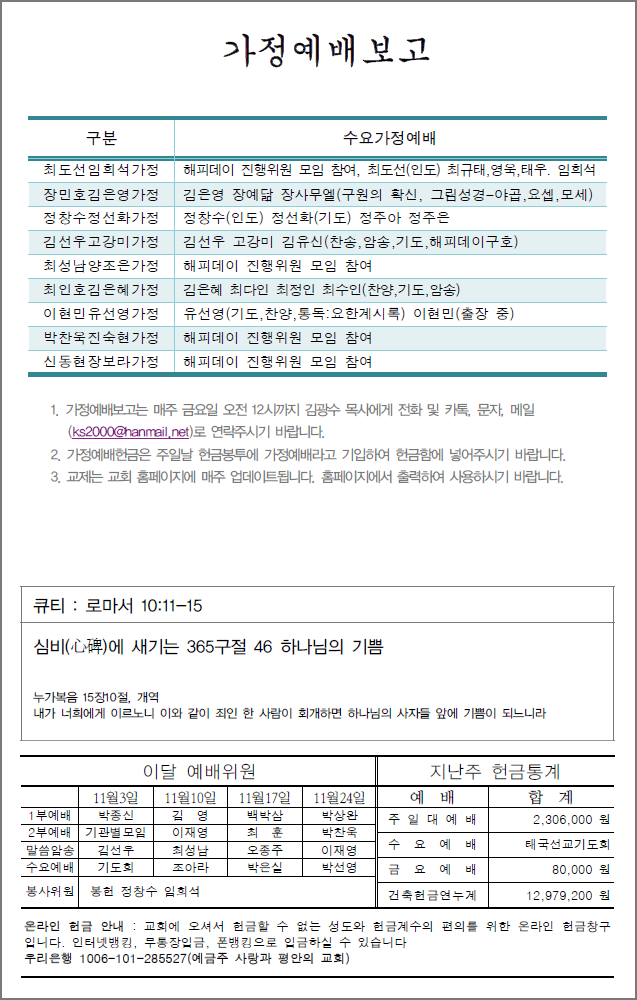 가정예배보고
구분 수요가정예배
최도선임희석가정 해피데이 진행위원 모임 참여, 최도선(인도) 최규태,영욱,태우. 임희석
장민호김은영가정 김은영 장예닮 장사무엘(구원의 확신, 그림성경-야곱,요셉,모세)
정창수정선화가정 정창수(인도) 정선화(기도) 정주아 정주은
김선우고강미가정 김선우 고강미 김유신(찬송,암송,기도,해피데이구호)
최성남양조은가정 해피데이 진행위원 모임 참여
최인호김은혜가정 김은혜 최다인 최정인 최수인(찬양,기도,암송)
이현민유선영가정 유선영(기도,찬양,통독:요한계시록) 이현민(출장 중)
박찬욱진숙현가정 해피데이 진행위원 모임 참여
신동현장보라가정 해피데이 진행위원 모임 참여
1. 가정예배보고는 매주 금요일 오전 12시까지 김광수 목사에게 전화 및 카톡, 문자, 메일
(ks2000@hanmail.net)로 연락주시기 바랍니다.
2. 가정예배헌금은 주일날 헌금봉투에 가정예배라고 기입하여 헌금함에 넣어주시기 바랍니다.
3. 교제는 교회 홈페이지에 매주 업데이트됩니다. 홈페이지에서 출력하여 사용하시기 바랍니다.
큐티 : 로마서 10:11-15
심비(心碑)에 새기는 365구절 46 하나님의 기쁨
누가복음 15장10절, 개역
내가 너희에게 이르노니 이와 같이 죄인 한 사람이 회개하면 하나님의 사자들 앞에 기쁨이 되느니라
이달 예배위원
11월3일 11월10일 11월17일 11월24일
1부예배 박종신 김 영 백박삼 박상완
2부예배 기관별모임 이재영 최 훈 박찬욱
말씀암송 김선우 최성남 오종주 이재영
수요예배 기도회 조아라 박은실 박선영
봉사위원 봉헌 정창수 임희석
지난주 헌금통계
예 배 합 계
주 일 대 예 배 2,306,000 원
수 요 예 배 태국선교기도회
금 요 예 배 80,000 원
건축헌금연누계 12,979,200 원
온라인 헌금 안내 : 교회에 오셔서 헌금할 수 없는 성도와 헌금계수의 편의를 위한 온라인 헌금창구
입니다. 인터넷뱅킹, 무통장입금, 폰뱅킹으로 입금하실 수 있습니다
우리은행 1006-101-285527(예금주 사랑과 평안의 교회)